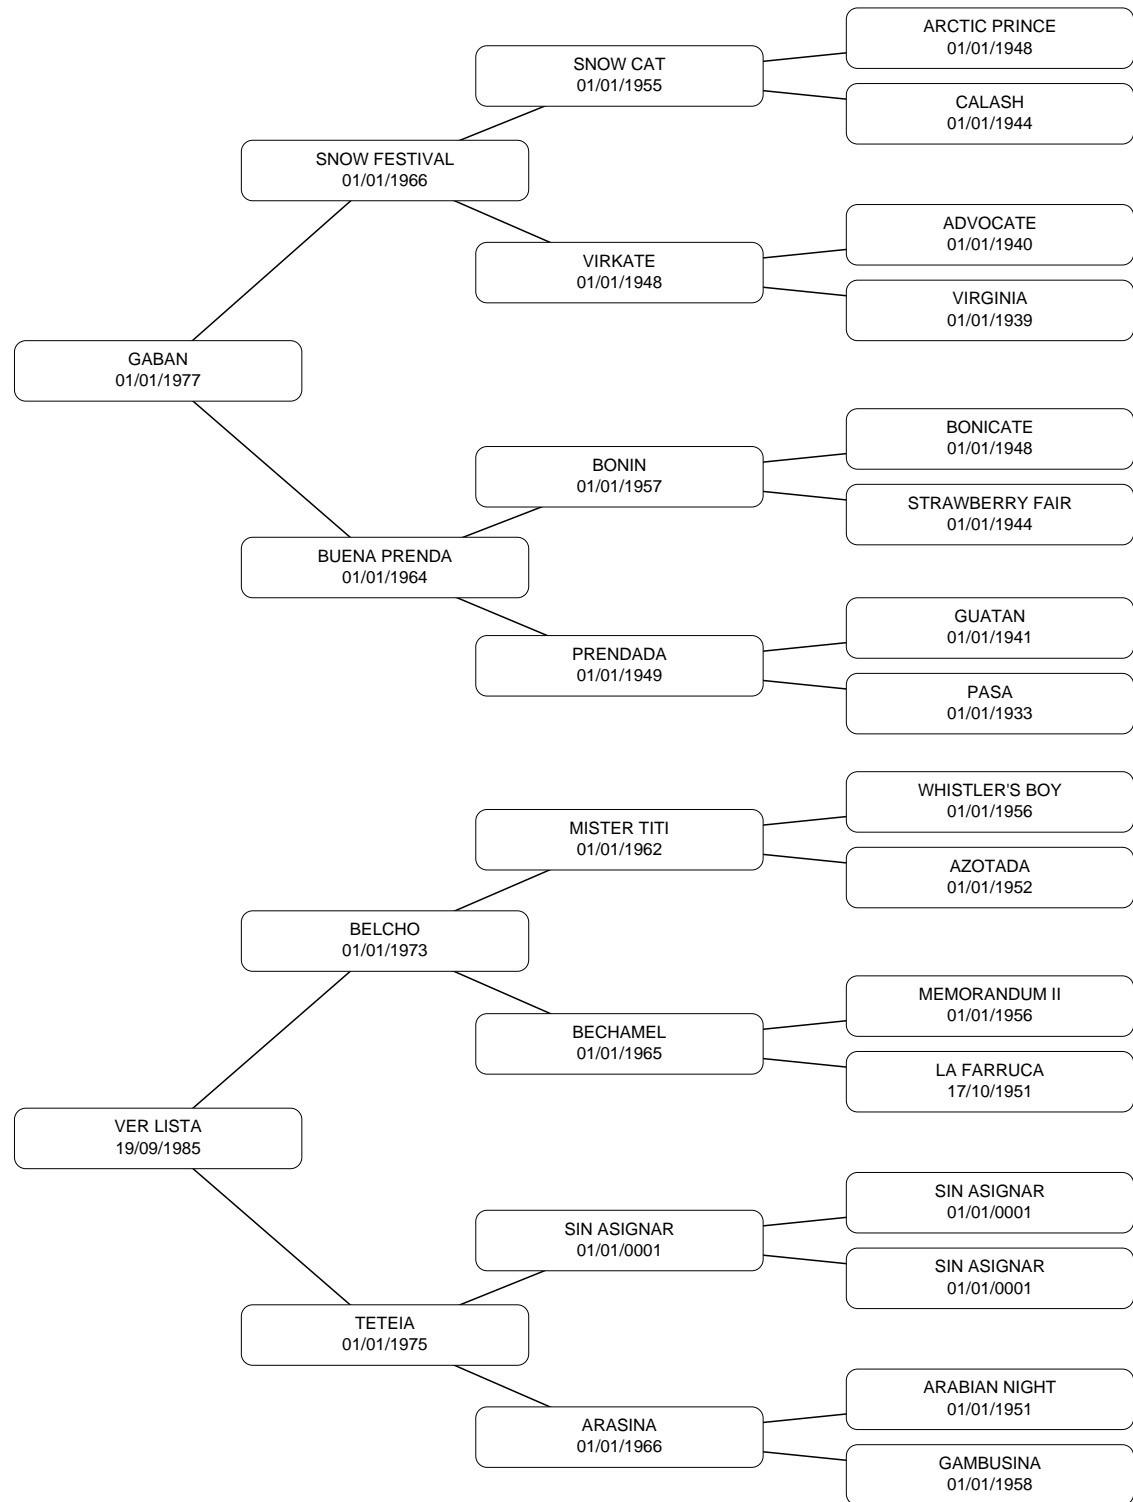 ARCTIC PRINCE
01/01/1948
SNOW CAT
01/01/1955
CALASH
01/01/1944
SNOW FESTIVAL
01/01/1966
ADVOCATE
01/01/1940
VIRKATE
01/01/1948
VIRGINIA
01/01/1939
GABAN
01/01/1977
BONICATE
01/01/1948
BONIN
01/01/1957
STRAWBERRY FAIR
01/01/1944
BUENA PRENDA
01/01/1964
GUATAN
01/01/1941
PRENDADA
01/01/1949
PASA
01/01/1933
WHISTLER'S BOY
01/01/1956
MISTER TITI
01/01/1962
AZOTADA
01/01/1952
BELCHO
01/01/1973
MEMORANDUM II
01/01/1956
BECHAMEL
01/01/1965
LA FARRUCA
17/10/1951
VER LISTA
19/09/1985
SIN ASIGNAR
01/01/0001
SIN ASIGNAR
01/01/0001
SIN ASIGNAR
01/01/0001
TETEIA
01/01/1975
ARABIAN NIGHT
01/01/1951
ARASINA
01/01/1966
GAMBUSINA
01/01/1958